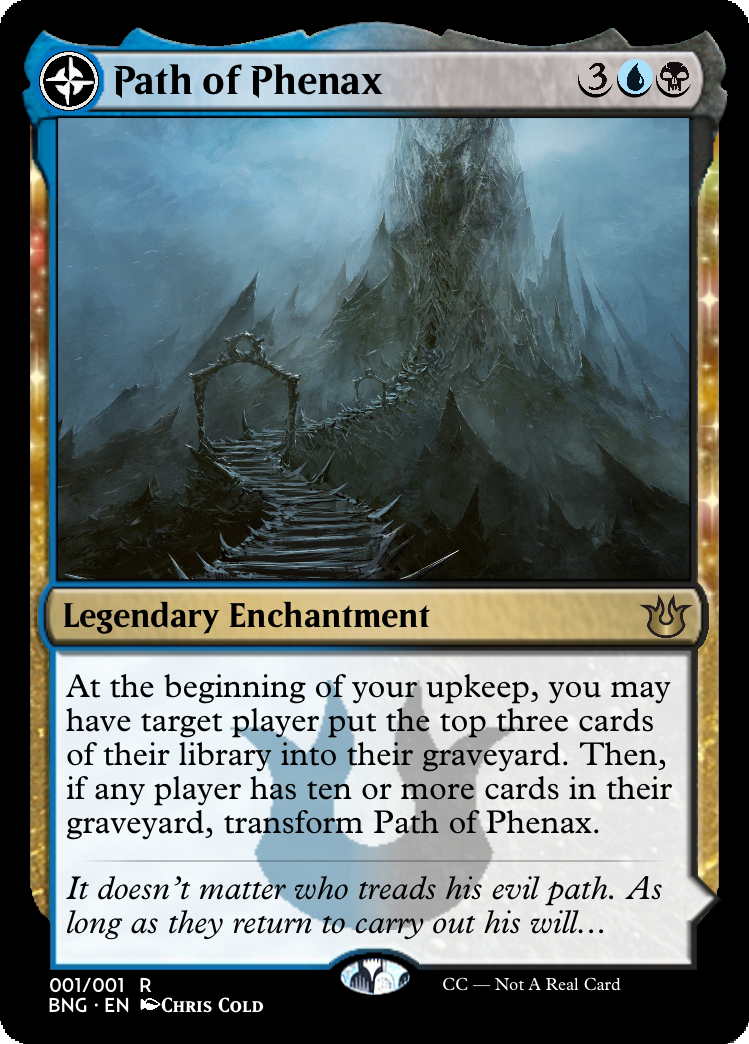 Path of Phenax 3
Legendary Enchantment
At the beginning of your upkeep, you may
have target player put the top three cards
of their library into their graveyard. Then,
if any player has ten or more cards in their
graveyard, transform Path of Phenax.
It doesn't matter who treads his evil path. As
long as they return to carry out his will…
001/001 R
BNG · EN Chris Cold
CC — Not A Real Card